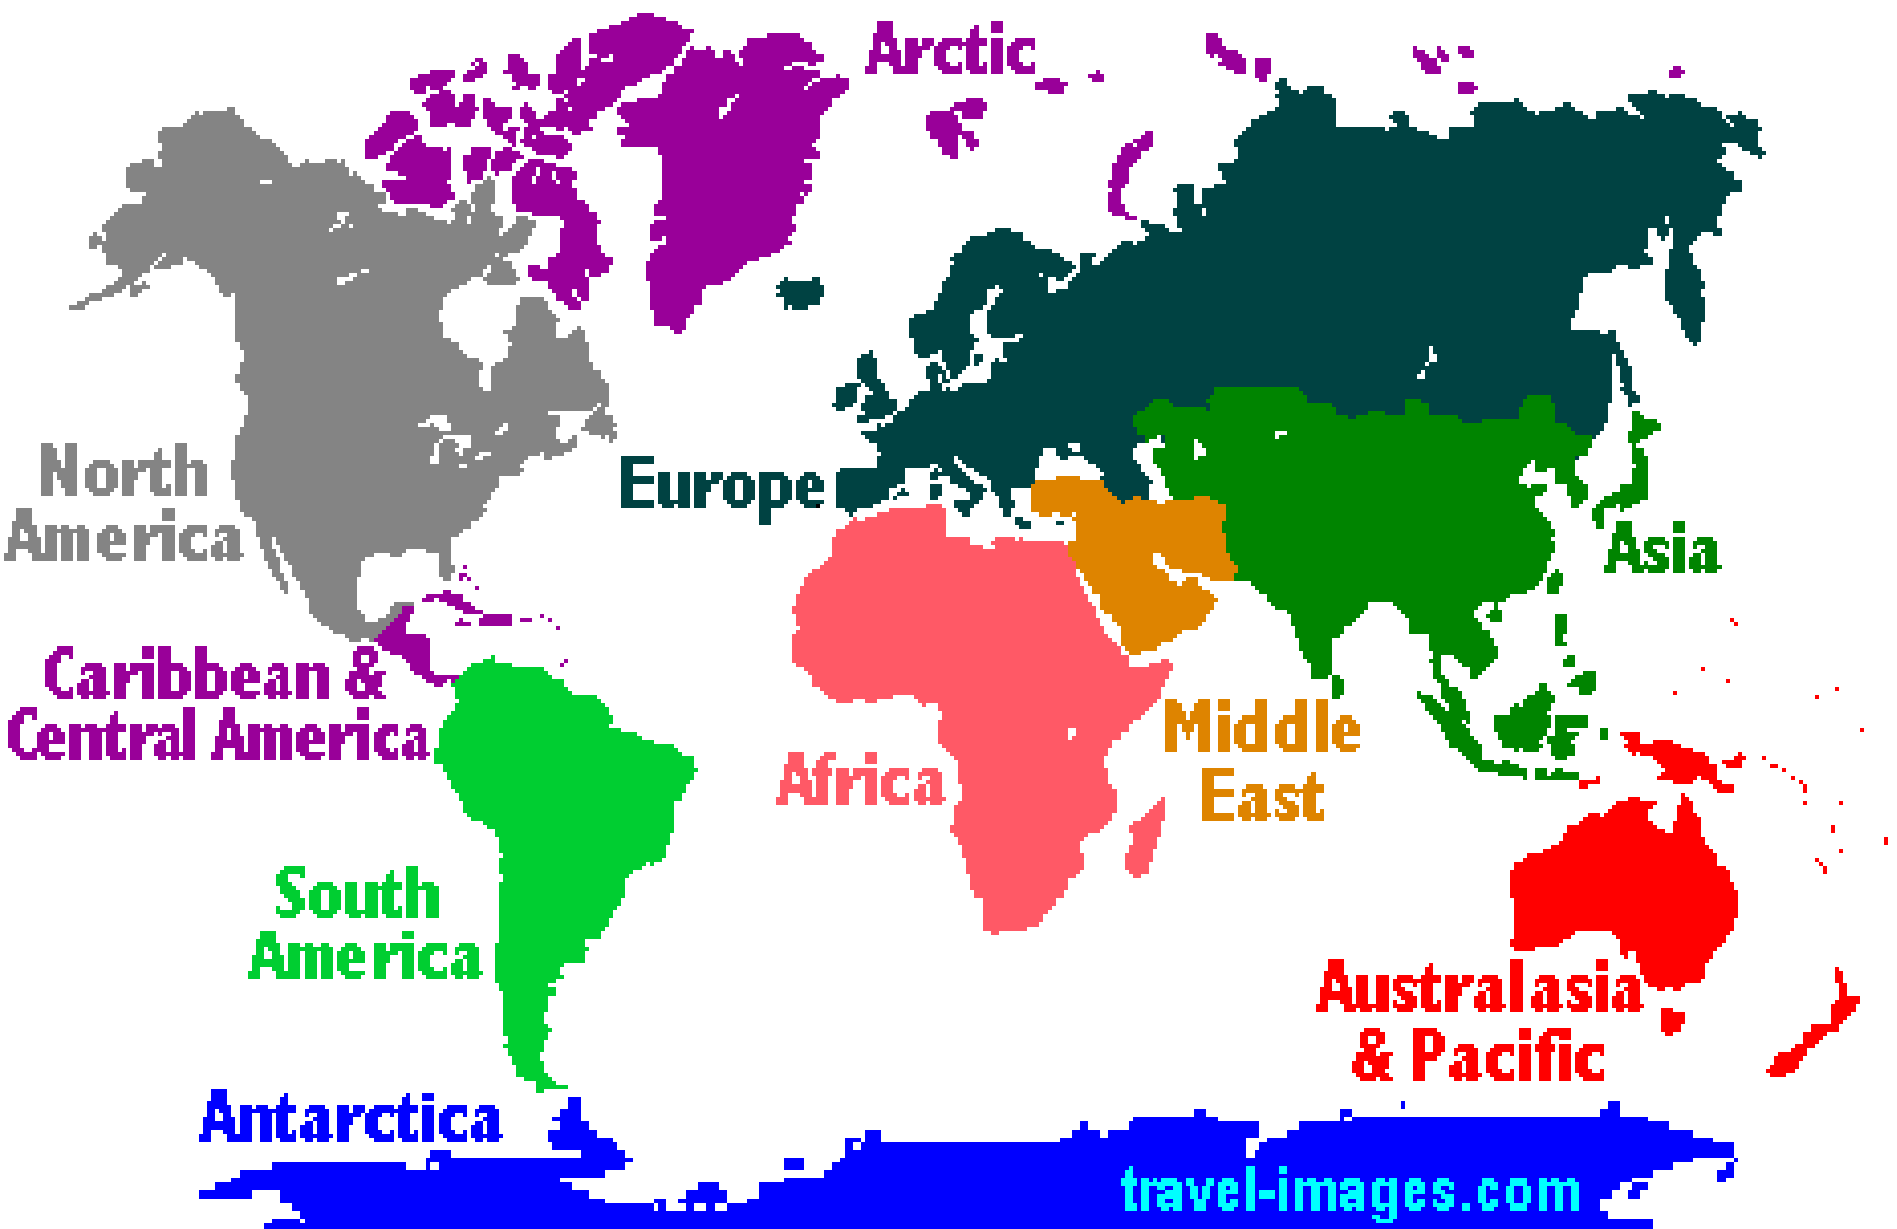 Arctic
North
America
Europe
Asia
Caribbean &
Central America
Middle
East
Africa
South
America
Australasia
& Pacific
Antarctica
travel-images.com